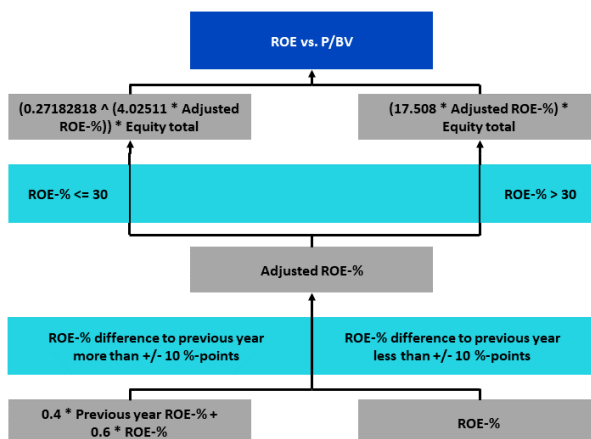 ROE vs. P/BV
(0.27182818 ^ (4.02511 * Adjusted
ROE-%)) * Equity total
(17.508 * Adjusted ROE-%) *
Equity total
ROE-% <= 30
ROE-% > 30
Adjusted ROE-%
ROE-% difference to previous year
more than +/- 10 %-points
ROE-% difference to previous year
less than +/- 10 %-points
0.4 * Previous year ROE-% +
0.6 * ROE-%
ROE-%